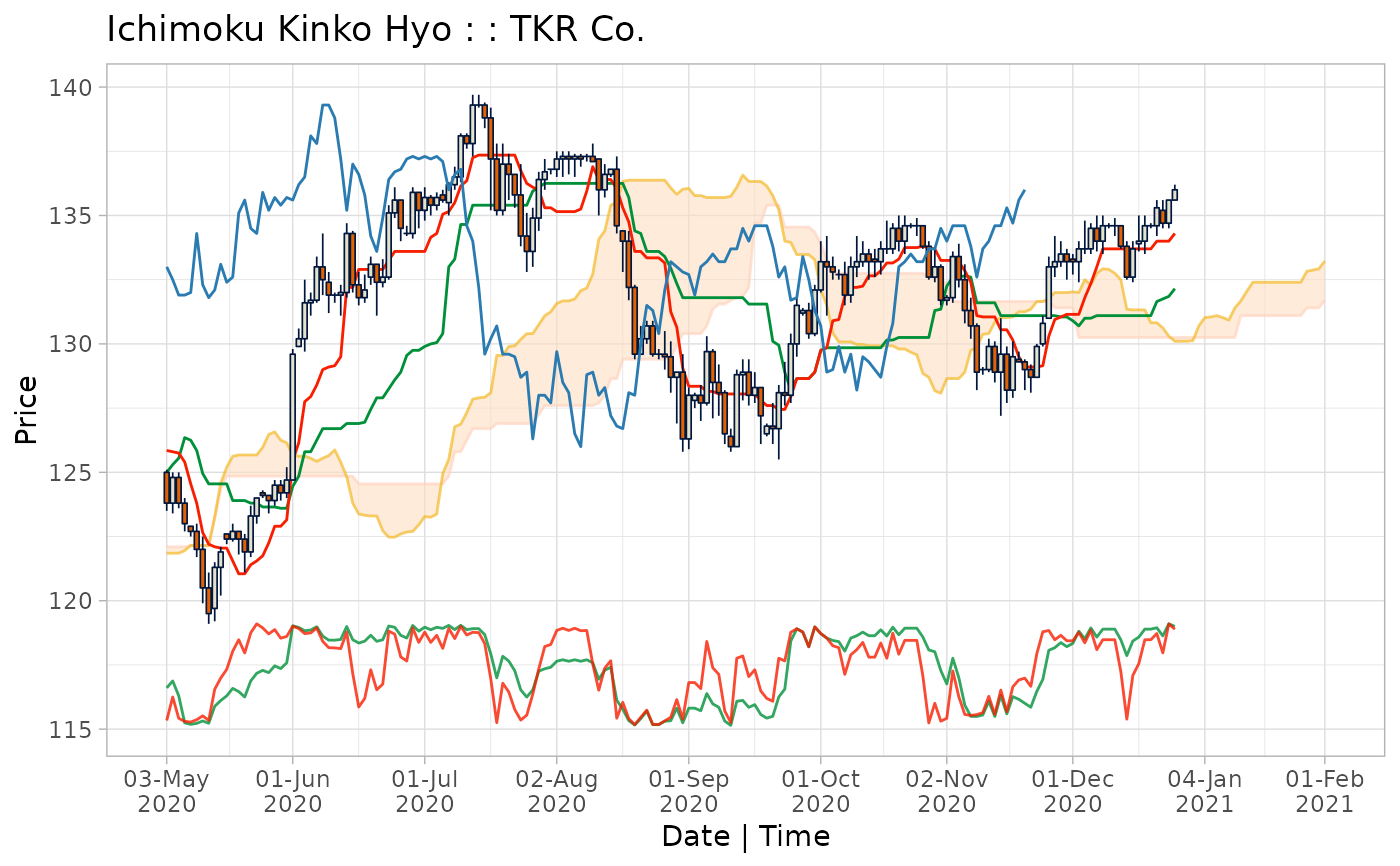 Ichimoku Kinko Hyo : : TKR Co.
140
135
130
125
120
115
Price
03-May 01-Jun 01-Jul 02-Aug 01-Sep 01-Oct 02-Nov 01-Dec 04-Jan 01-Feb
2020 2020 2020 2020 2020 2020 2020 2020 2021 2021
Date | Time